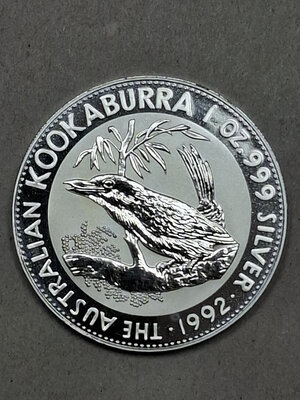 THE AUSTRALIAN KOOKABURRA 1 OZ. 999 SILVER · 1992 ·